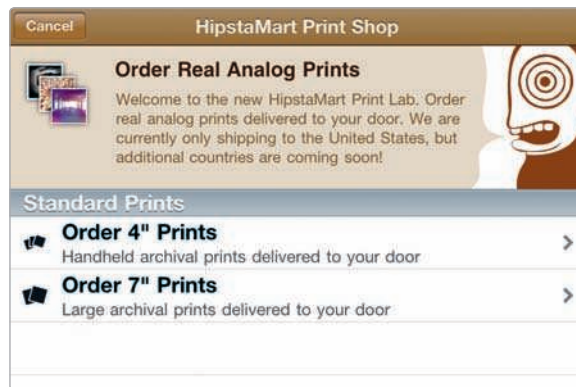 Cancel
HipstaMart Print Shop
Order Real Analog Prints
Welcome to the new HipstaMart Print Lab. Order
real analog prints delivered to your door. We are
currently only shipping to the United States, but
additional countries are coming soon!
Standard Prints
Order 4" Prints
Handheld archival prints delivered to your door
Order 7" Prints
Large archival prints delivered to your door